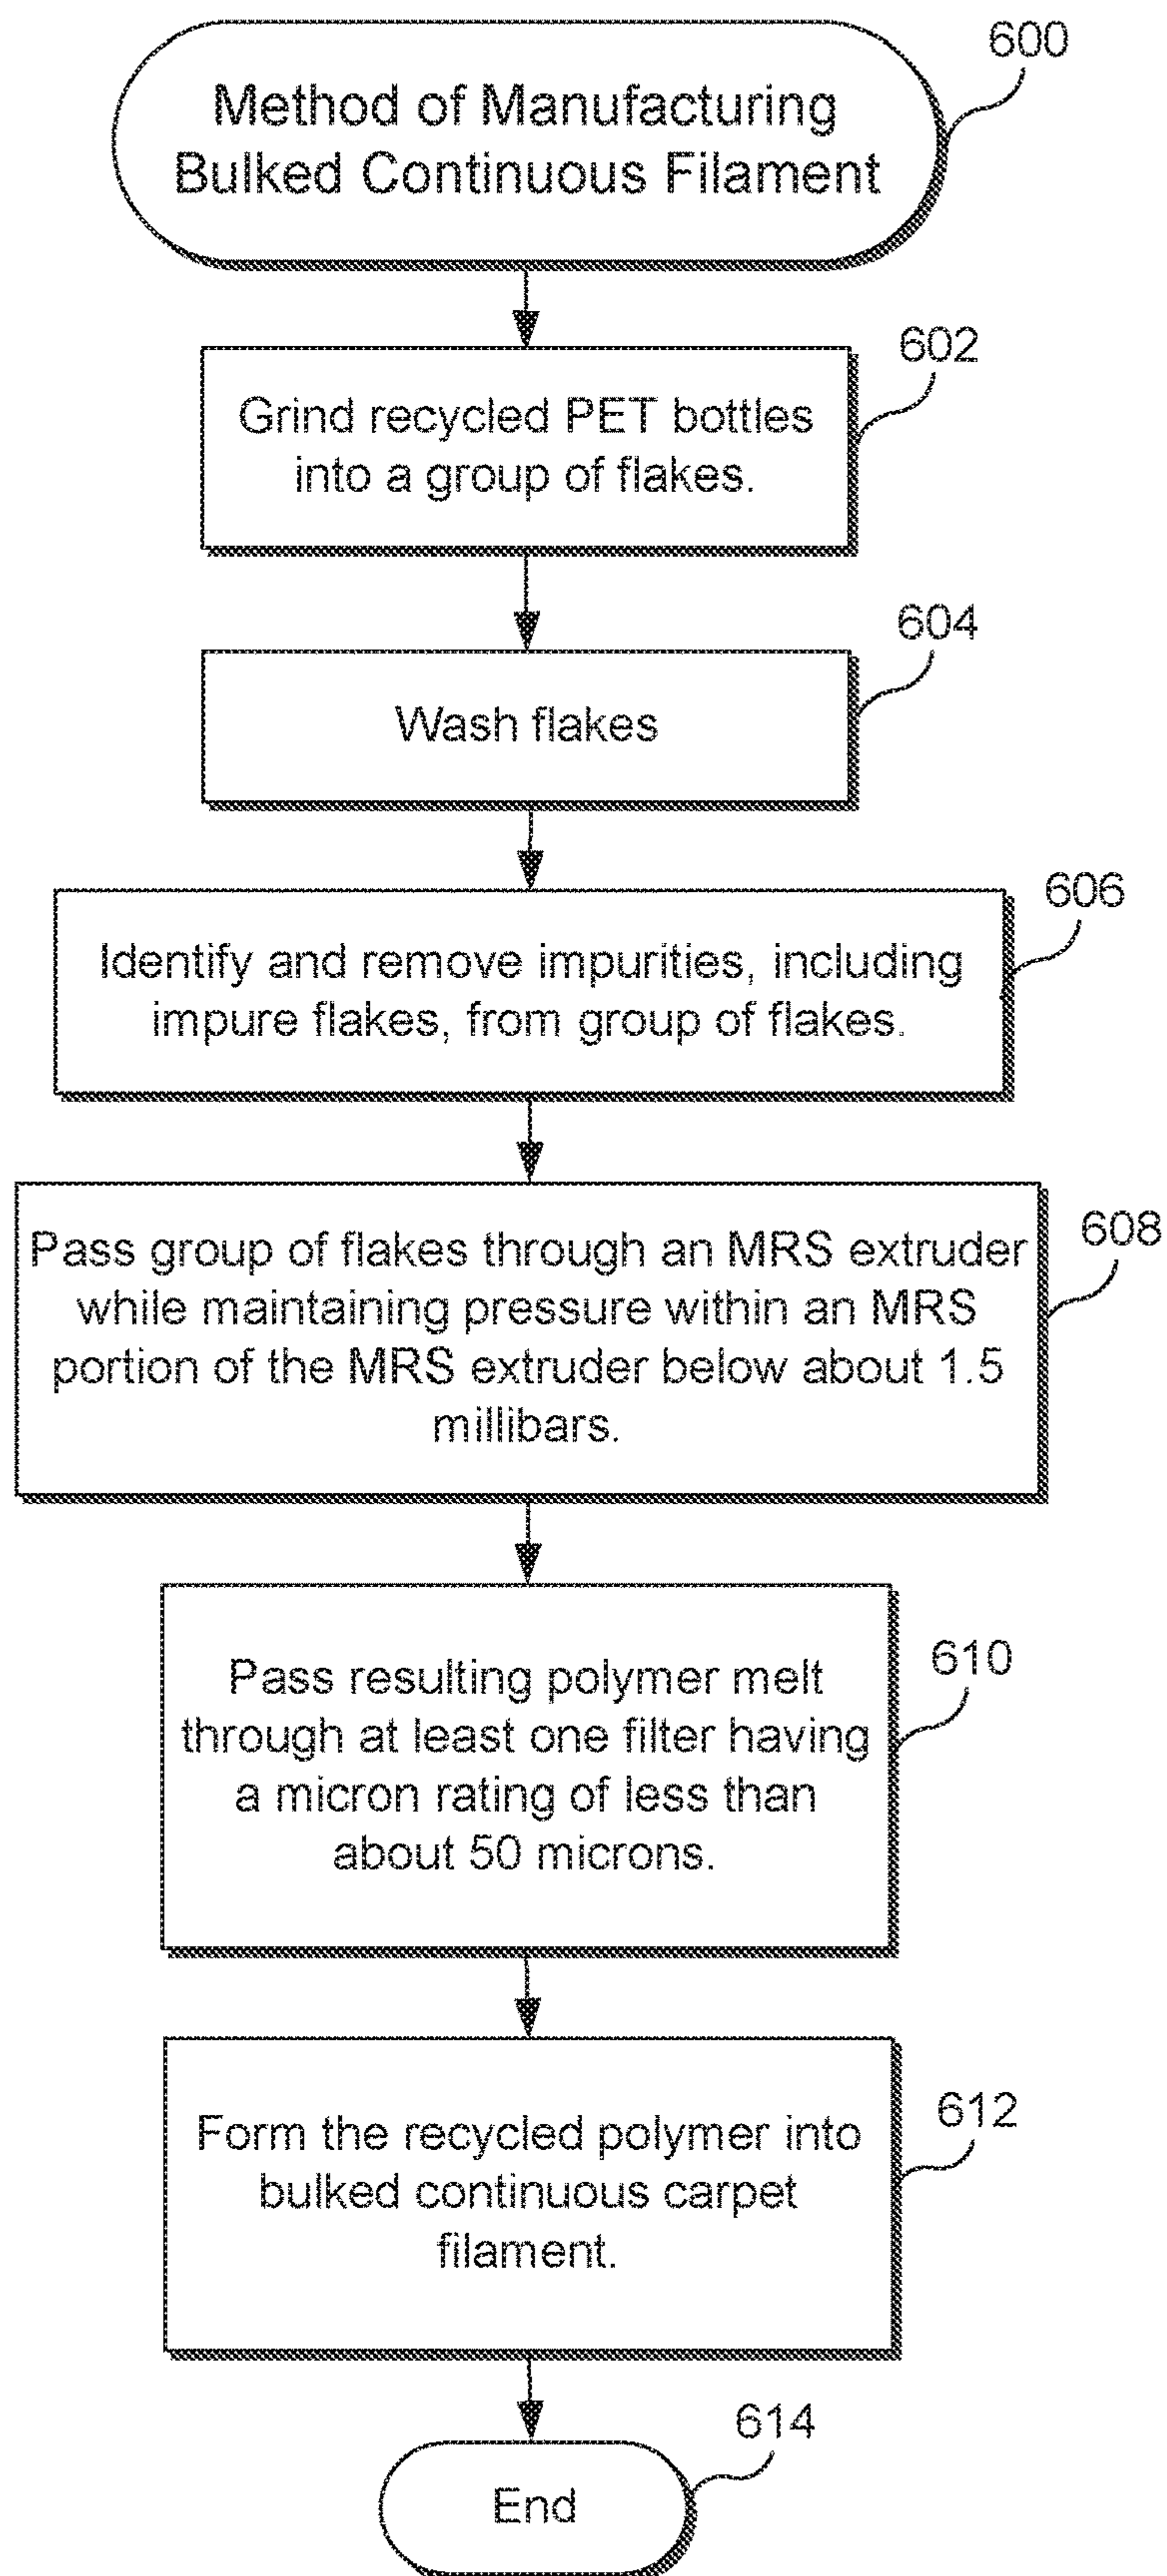 600
Method of Manufacturing
Bulked Continuous Filament
602
Grind recycled PET bottles
into a group of flakes.
604
Wash flakes
606
Identify and remove impurities, including
impure flakes, from group of flakes.
608
Pass group of flakes through an MRS extruder
while maintaining pressure within an MRS
portion of the MRS extruder below about 1.5
millibars.
610
Pass resulting polymer melt
through at least one filter having
a micron rating of less than
about 50 microns.
612
Form the recycled polymer into
bulked continuous carpet
filament.
614
End